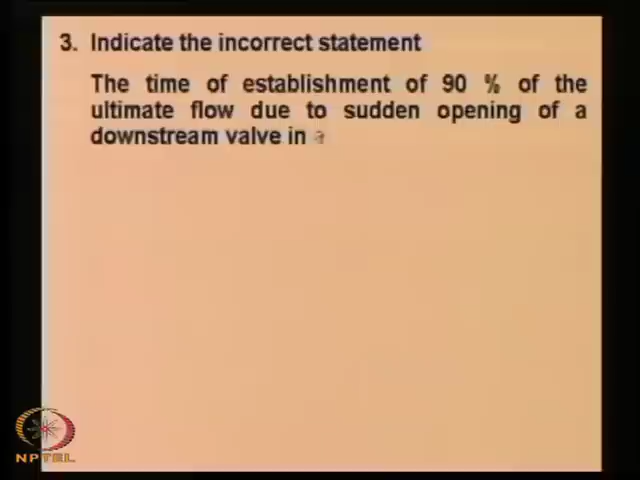 3. Indicate the incorrect statement
The time of establishment of 90 % of the
ultimate flow due to sudden opening of a
downstream valve in
NPTEL